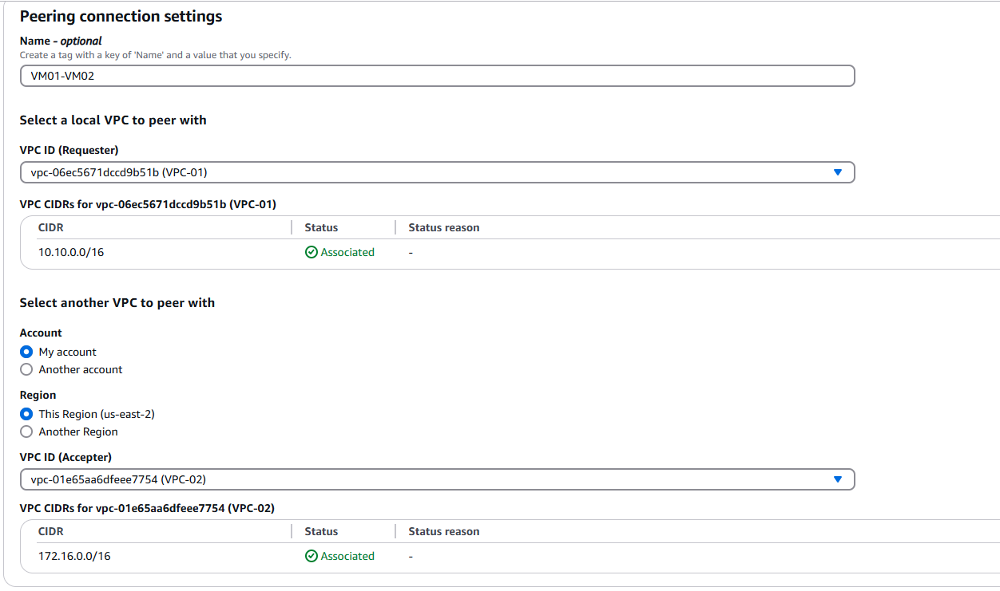 Peering connection settings
Name - optional
Create a tag with a key of 'Name' and a value that you specify.
VM01-VM02
Select a local VPC to peer with
VPC ID (Requester)
vpc-06ec5671dccd9b51b (VPC-01)
VPC CIDRs for vpc-06ec5671dccd9b51b (VPC-01)
CIDR Status Status reason
10.10.0.0/16 Associated -
Select another VPC to peer with
Account
My account
Another account
Region
This Region (us-east-2)
Another Region
VPC ID (Accepter)
vpc-01e65aa6dfeee7754 (VPC-02)
VPC CIDRs for vpc-01e65aa6dfeee7754 (VPC-02)
CIDR Status Status reason
172.16.0.0/16 Associated -